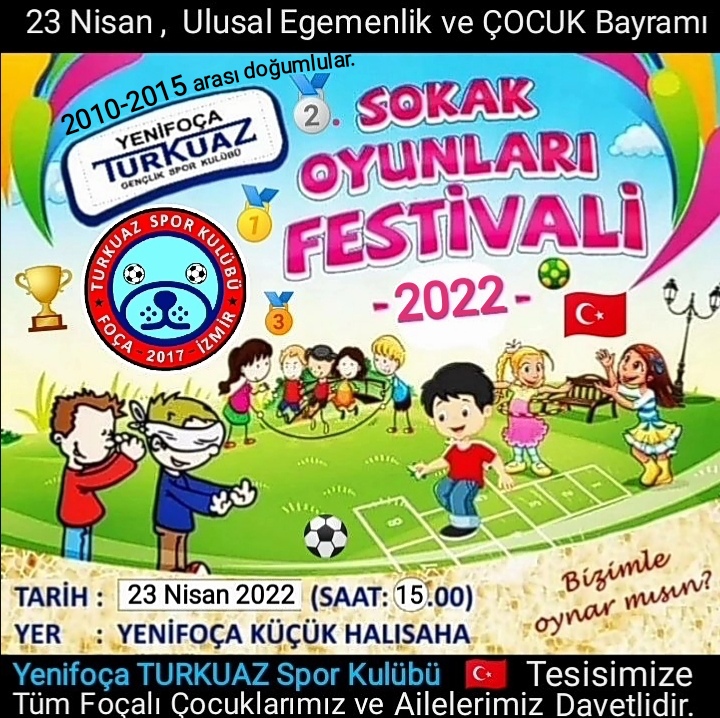 23 Nisan , Ulusal Egemenlik ve ÇOCUK Bayramı
2010-2015 arası doğumlular.
YENİFOÇA
TURKUAZ
GENÇLİK SPOR KULÜBÜ
2. SOKAK
OYUNLARI
FESTİVALİ
-2022-
1
3
TURKUAZ SPOR KULÜBÜ
FOÇA - 2017 - İZMİR
8
Bizimle
oynar mısın?
TARİH : 23 Nisan 2022 (SAAT: 15.00)
YER : YENİFOÇA KÜÇÜK HALISAHA
Yenifoça TURKUAZ Spor Kulübü Tesisimize
Tüm Foçalı Çocuklarımız ve Ailelerimiz Davetlidir.